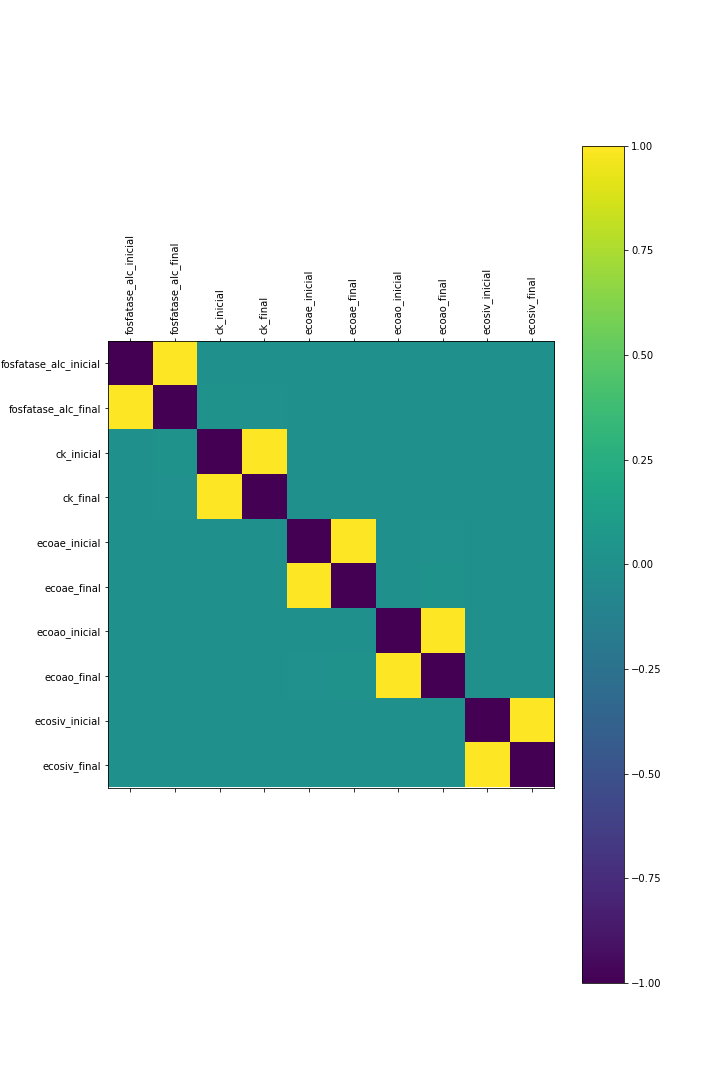 fosfatase_alc_inicial
fosfatase_alc_final
ck_inicial
ck_final
ecoae_inicial
ecoae_final
ecoao_inicial
ecoao_final
ecosiv_inicial
ecosiv_final
fosfatase_alc_inicial
fosfatase_alc_final
ck_inicial
ck_final
ecoae_inicial
ecoae_final
ecoao_inicial
ecoao_final
ecosiv_inicial
ecosiv_final
1.00
0.75
0.50
0.25
0.00
−0.25
−0.50
−0.75
−1.00